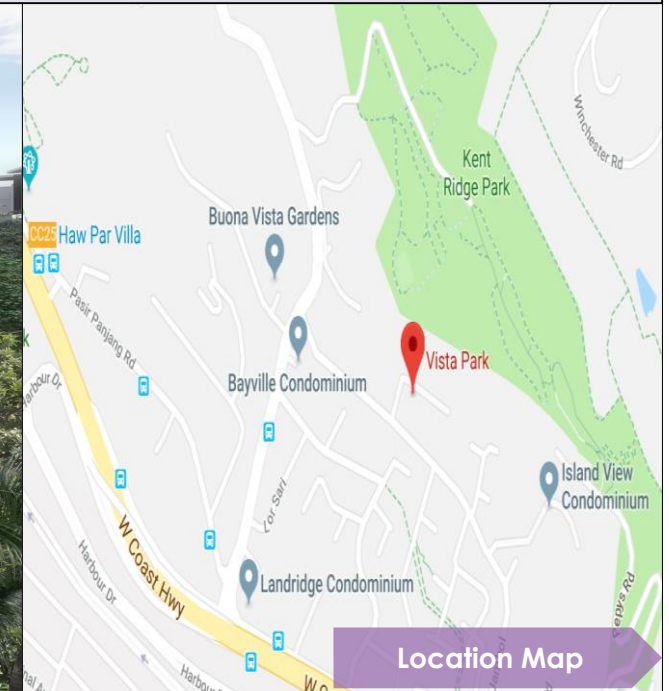 Winchester Rd
Kent
Ridge Park
Buona Vista Gardens
CC25 Haw Par Villa
Pasir Panjang Rd
Vista Park
Harbour Dr
Bayville Condominium
Island View
Condominium
Lor Sari
W Coast Hwy
Harbour Dr
Landridge Condominium
Pepys Rd
Location Map